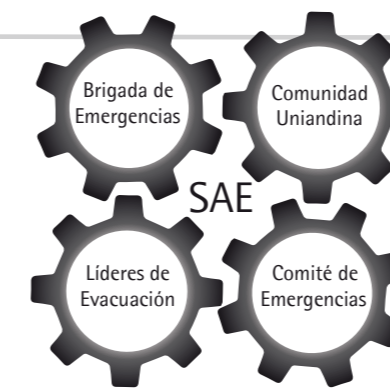 Brigada de
Emergencias
Comunidad
Uniandina
SAE
Líderes de
Evacuación
Comité de
Emergencias